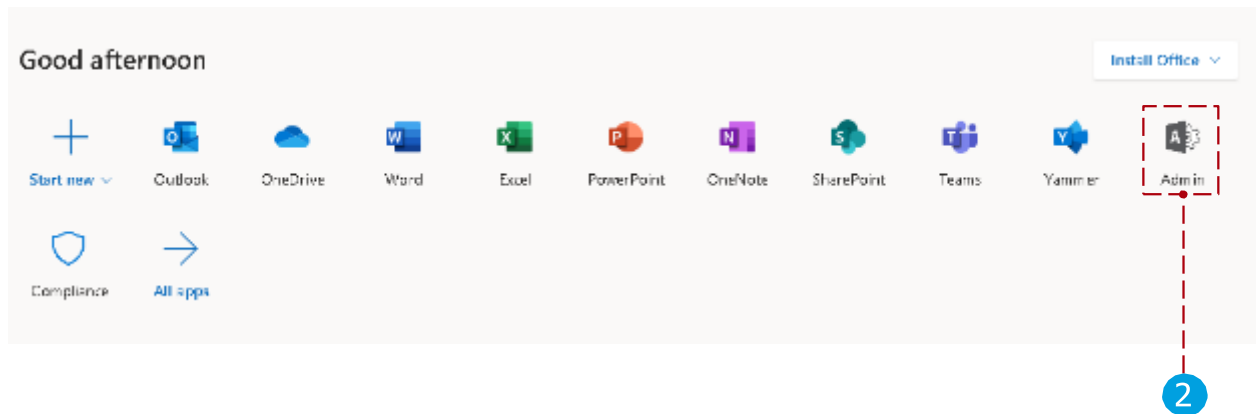 Good afternoon
Install Office
Start new
Outlook
OneDrive
Word
Excel
PowerPoint
OneNote
SharePoint
Teams
Yammer
Admin
Compliance
All apps
2